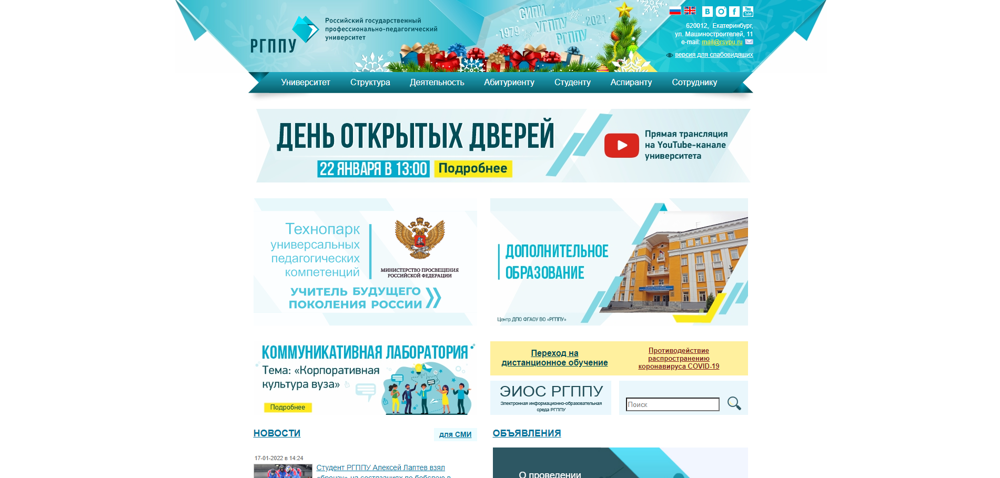 РГППУ
Российский государственный
профессионально-педагогический
университет
СИПИ
1979 УГППУ 2021
РГППУ
В f You Tube
620012, Екатеринбург,
ул. Машиностроителей, 11
e-mail: mail@rsvpu.ru
версия для слабовидящих
Университет Структура Деятельность Абитуриенту Студенту Аспиранту Сотруднику
ДЕНЬ ОТКРЫТЫХ ДВЕРЕЙ
22 ЯНВАРЯ В 13:00 Подробнее
Прямая трансляция
на YouTube-канале
университета
Технопарк
универсальных
педагогических
компетенций
МИНИСТЕРСТВО ПРОСВЕЩЕНИЯ
РОССИЙСКОЙ ФЕДЕРАЦИИ
УЧИТЕЛЬ БУДУЩЕГО
ПОКОЛЕНИЯ РОССИИ
ДОПОЛНИТЕЛЬНОЕ
ОБРАЗОВАНИЕ
Центр ДПО ФГАОУ ВО «РГППУ»
КОММУНИКАТИВНАЯ ЛАБОРАТОРИЯ
Тема: «Корпоративная
культура вуза»
Подробнее
Переход на
дистанционное обучение
Противодействие
распространению
коронавируса COVID-19
ЭИОС РГППУ
Электронная информационно-образовательная
среда РГППУ
Поиск
НОВОСТИ
для СМИ
ОБЪЯВЛЕНИЯ
17-01-2022 в 14:24
Студент РГППУ Алексей Лаптев взял
«бронзу» на состязаниях по бобслею в
О проведении